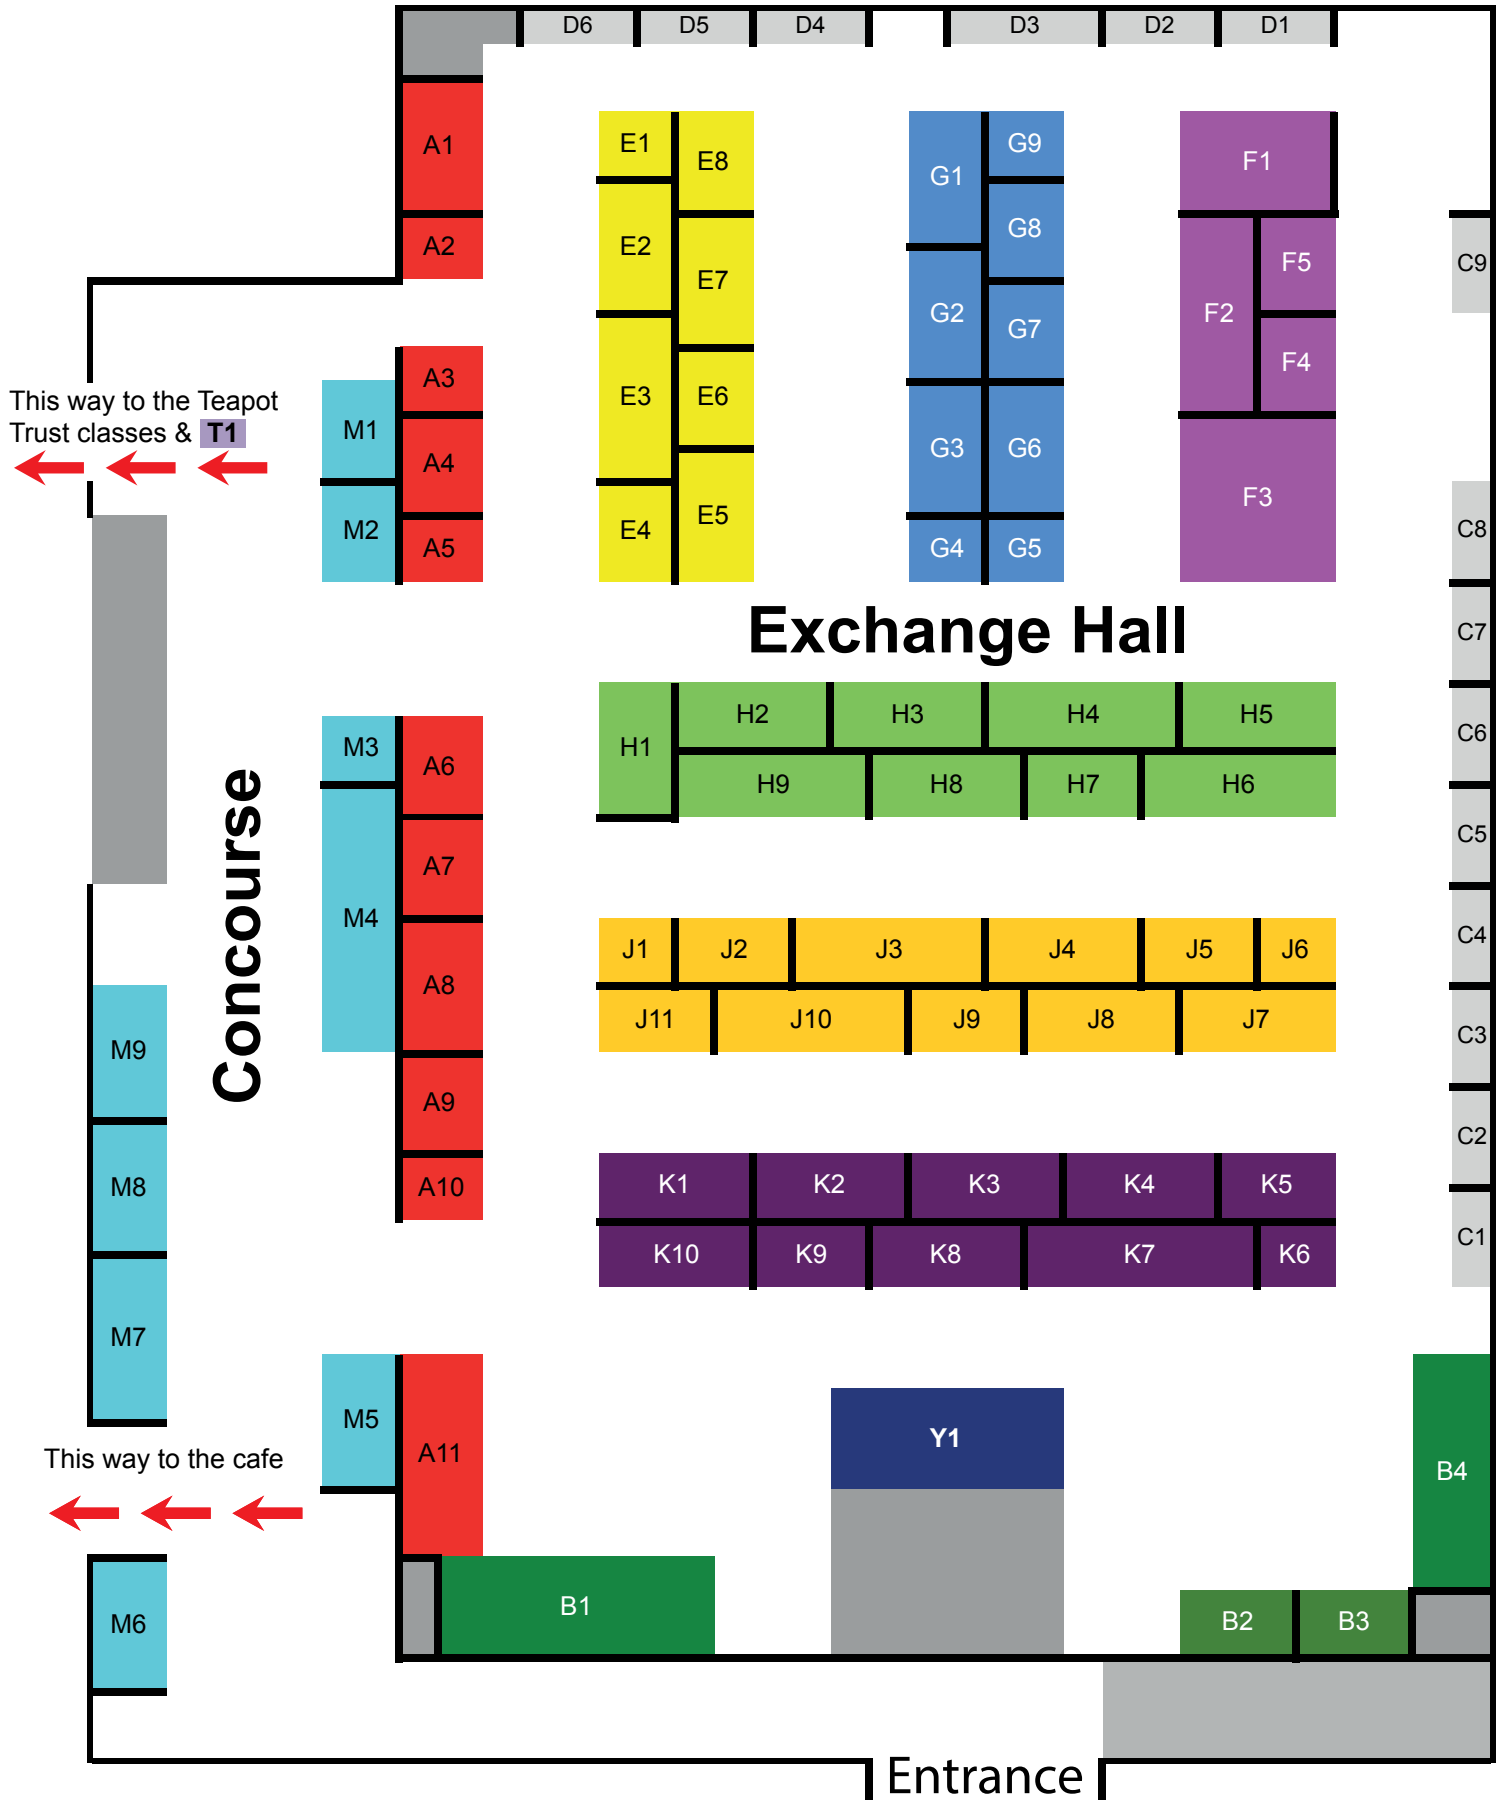 D6 D5 D4 D3 D2 D1
A1 E1 E8 G1 G9 F1
A2 E2 E7 G8 F2 F5 C9
G2 G7 F4
This way to the Teapot
Trust classes & T1
M1 A3 E3 E6
A4 G3 G6 F3
M2 A5 E4 E5 G4 G5 C8
Exchange Hall
C7
H1 H2 H3 H4 H5 C6
H9 H8 H7 H6
M3 A6
Concourse
M4 A7 C5
A8 J1 J2 J3 J4 J5 J6 C4
J11 J10 J9 J8 J7 C3
M9 A9
C2
M8 A10 K1 K2 K3 K4 K5
K10 K9 K8 K7 K6 C1
M7
M5 A11 Y1 B4
This way to the cafe
M6 B1 B2 B3
Entrance